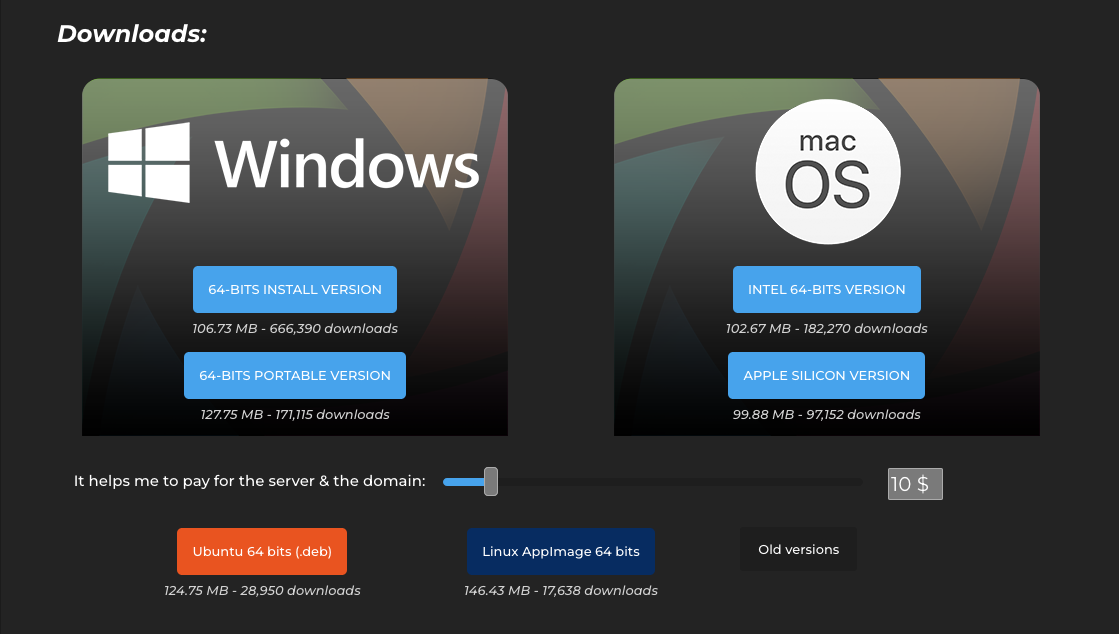 Downloads:
Windows
64-BITS INSTALL VERSION
106.73 MB - 666,390 downloads
64-BITS PORTABLE VERSION
127.75 MB - 171,115 downloads
mac
OS
INTEL 64-BITS VERSION
102.67 MB - 182,270 downloads
APPLE SILICON VERSION
99.88 MB - 97,152 downloads
It helps me to pay for the server & the domain:
10 $
Ubuntu 64 bits (.deb)
124.75 MB - 28,950 downloads
Linux AppImage 64 bits
146.43 MB - 17,638 downloads
Old versions